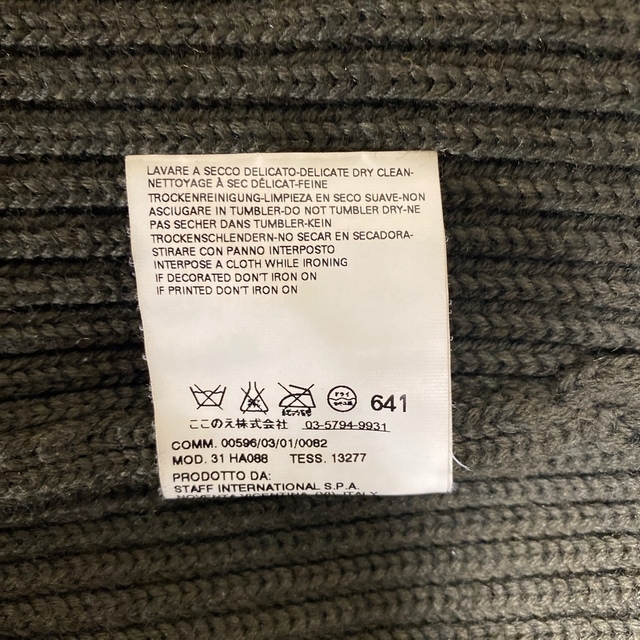 LAVARE A SECCO DELICATO-DELICATE DRY CLEAN-
NETTOYAGE À SEC DÉLICAT-FEINE
TROCKENREINIGUNG-LIMPIEZA EN SECO SUAVE-NON
ASCIUGARE IN TUMBLER-DO NOT TUMBLER DRY-NE
PAS SECHER DANS TUMBLER-KEIN
TROCKENSCHLENDERN-NO SECAR EN SECADORA-
STIRARE CON PANNO INTERPOSTO
INTERPOSE A CLOTH WHILE IRONING
IF DECORATED DON'T IRON ON
IF PRINTED DON'T IRON ON
ドライ 641
ここのえ株式会社 03-5794-9931
COMM. 00596/03/01/0082
MOD. 31 HA088 TESS. 13277
PRODOTTO DA:
STAFF INTERNATIONAL S.P.A.